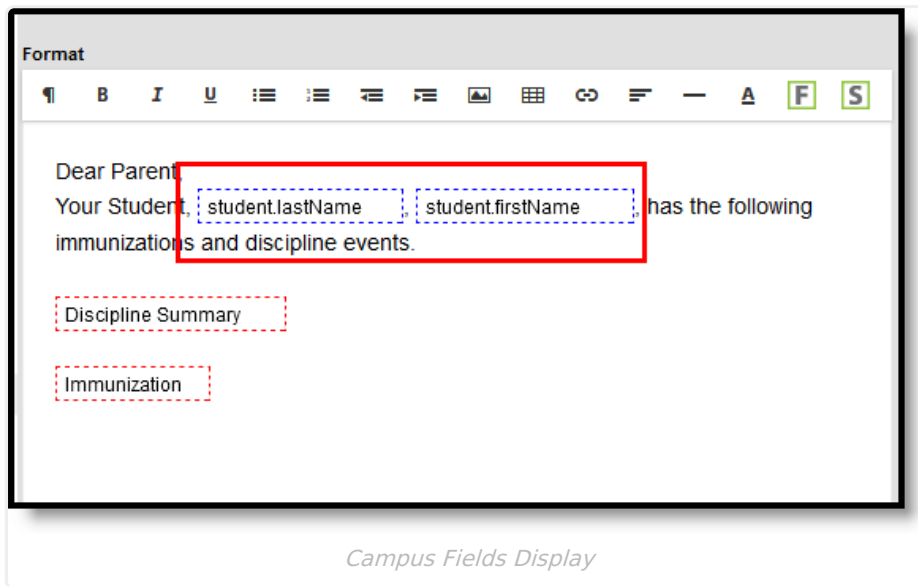 Format
¶ B I U A F S
Dear Parent,
Your Student, student.lastName , student.firstName , has the following
immunizations and discipline events.
Discipline Summary
Immunization
Campus Fields Display